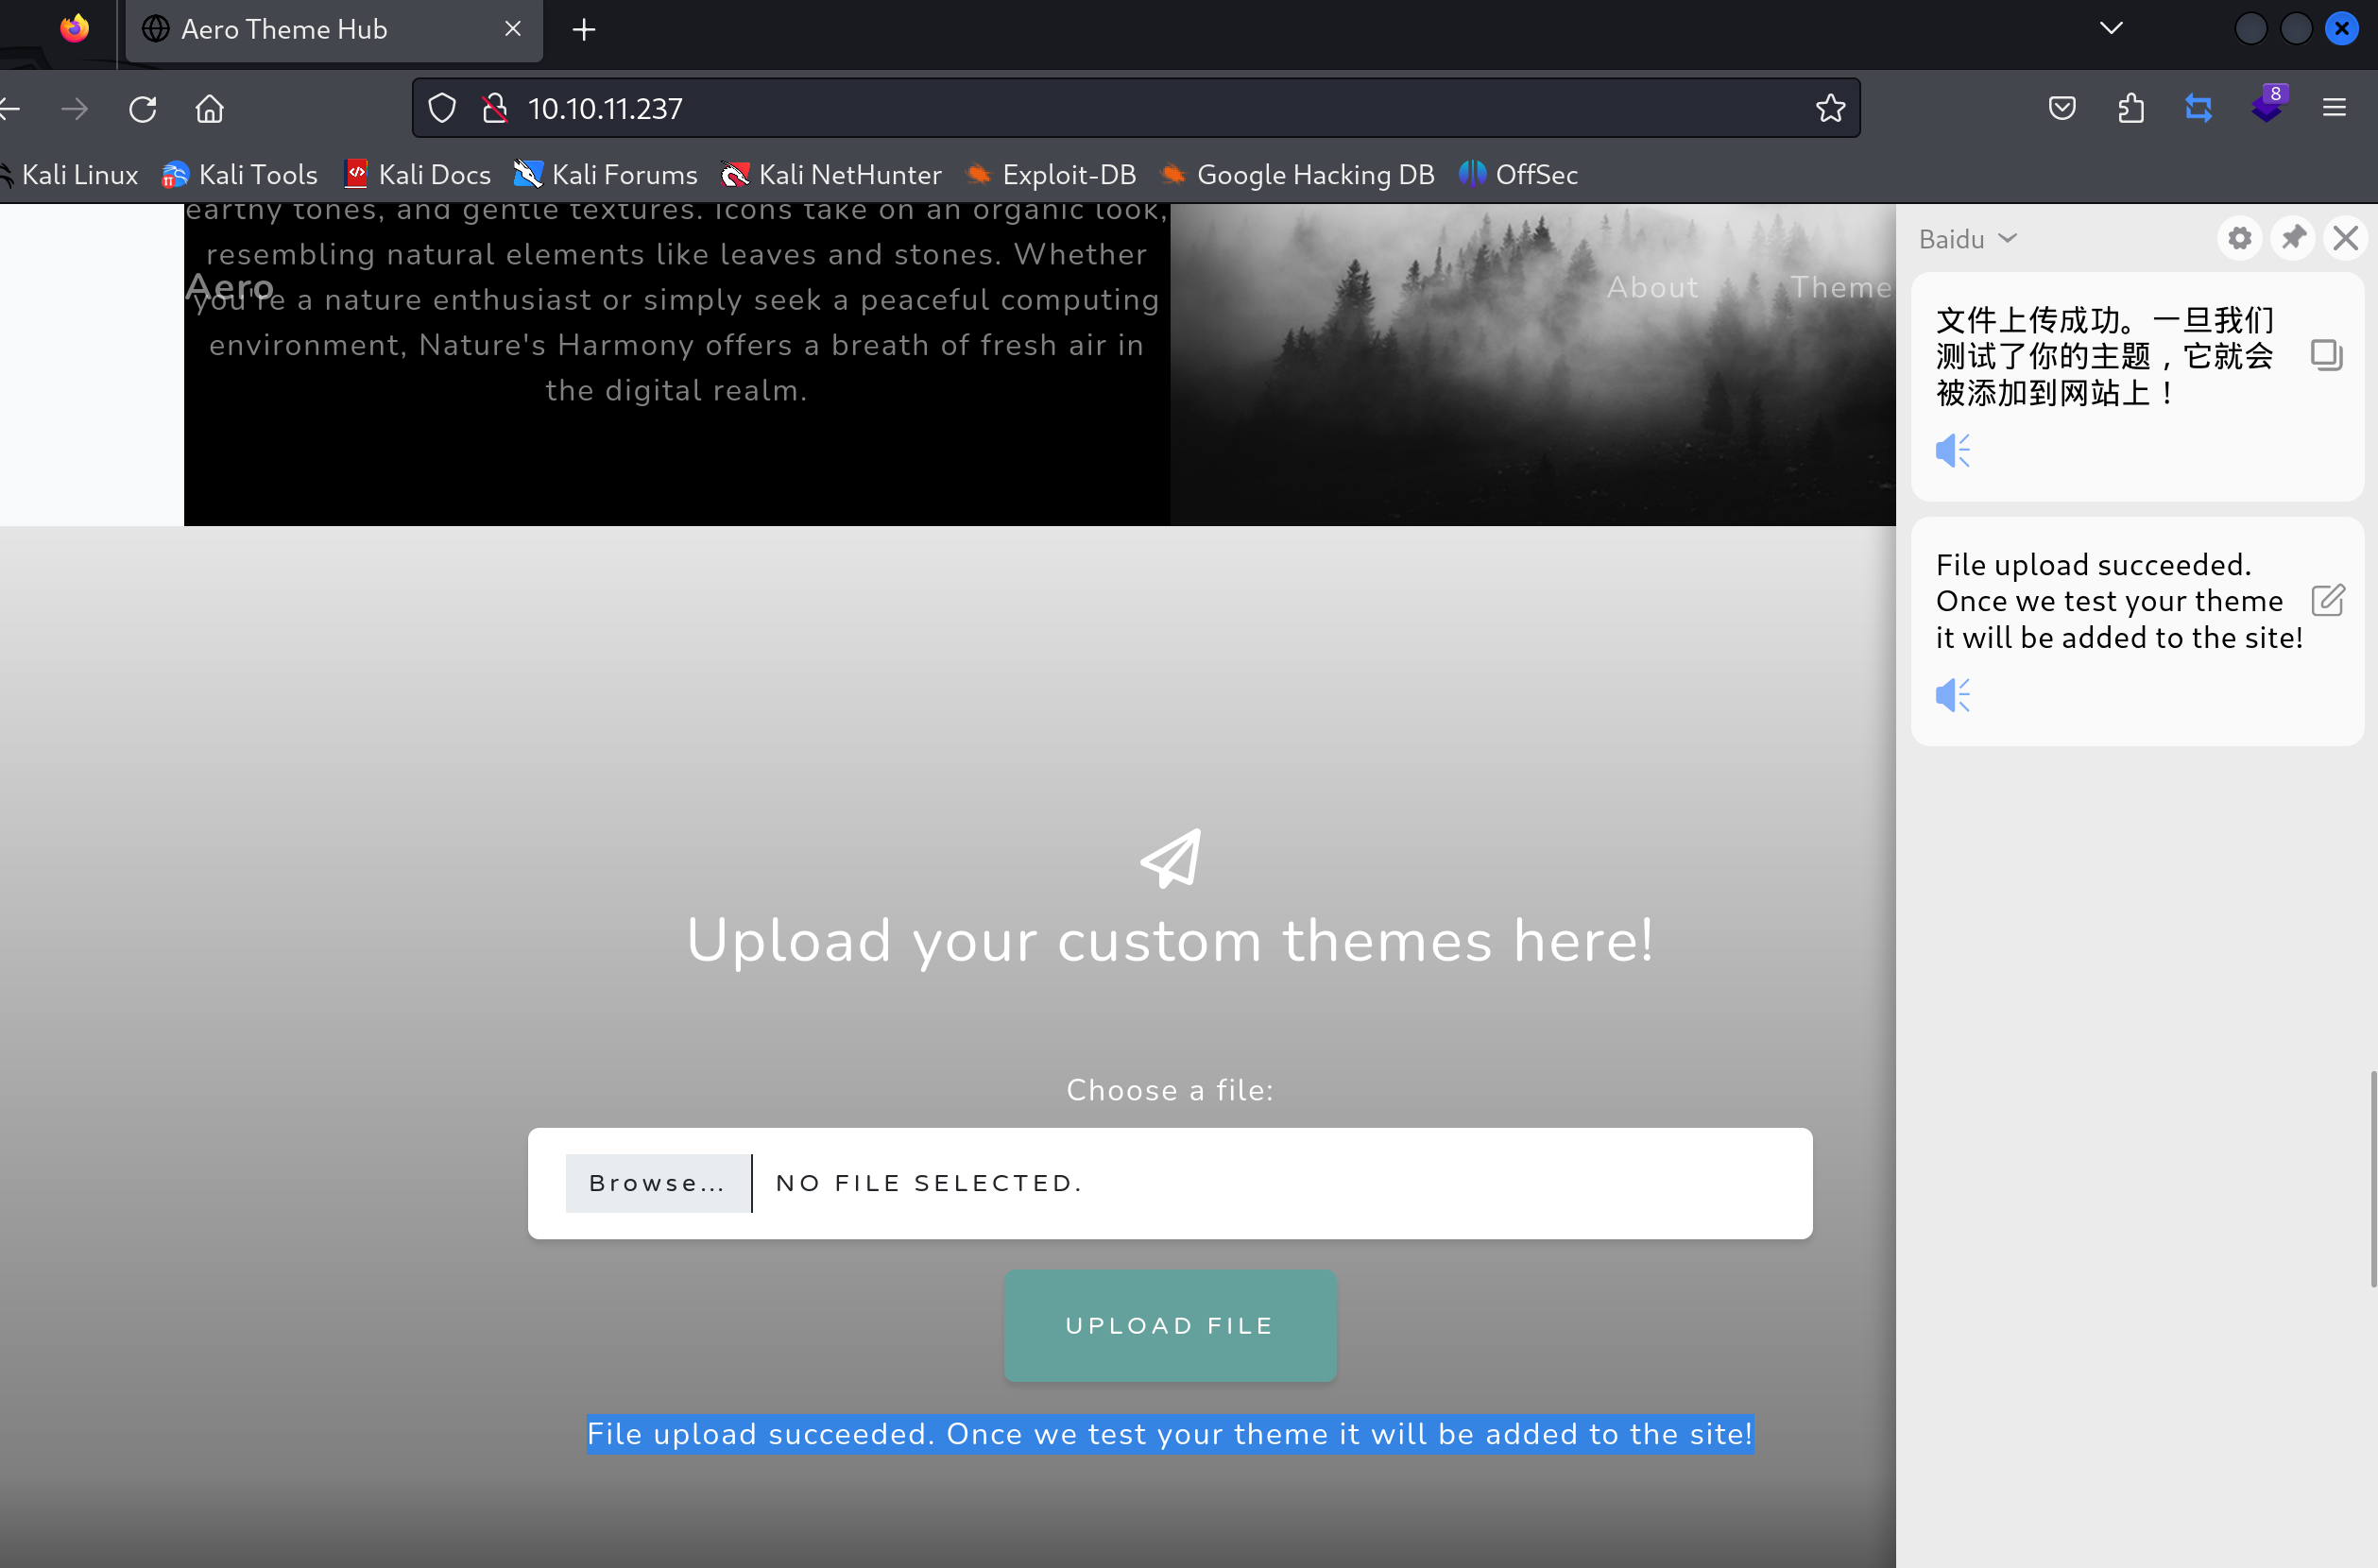 Aero Theme Hub
10.10.11.237
8
Kali Linux Kali Tools Kali Docs Kali Forums Kali NetHunter Exploit-DB Google Hacking DB OffSec
earthy tones, and gentle textures. Icons take on an organic look,
resembling natural elements like leaves and stones. Whether
Aero
About Theme
you're a nature enthusiast or simply seek a peaceful computing
environment, Nature's Harmony offers a breath of fresh air in
the digital realm.
Upload your custom themes here!
Choose a file:
Browse... NO FILE SELECTED.
UPLOAD FILE
File upload succeeded. Once we test your theme it will be added to the site!
Baidu
文件上传成功。一旦我们
测试了你的主题，它就会
被添加到网站上！
File upload succeeded.
Once we test your theme
it will be added to the site!